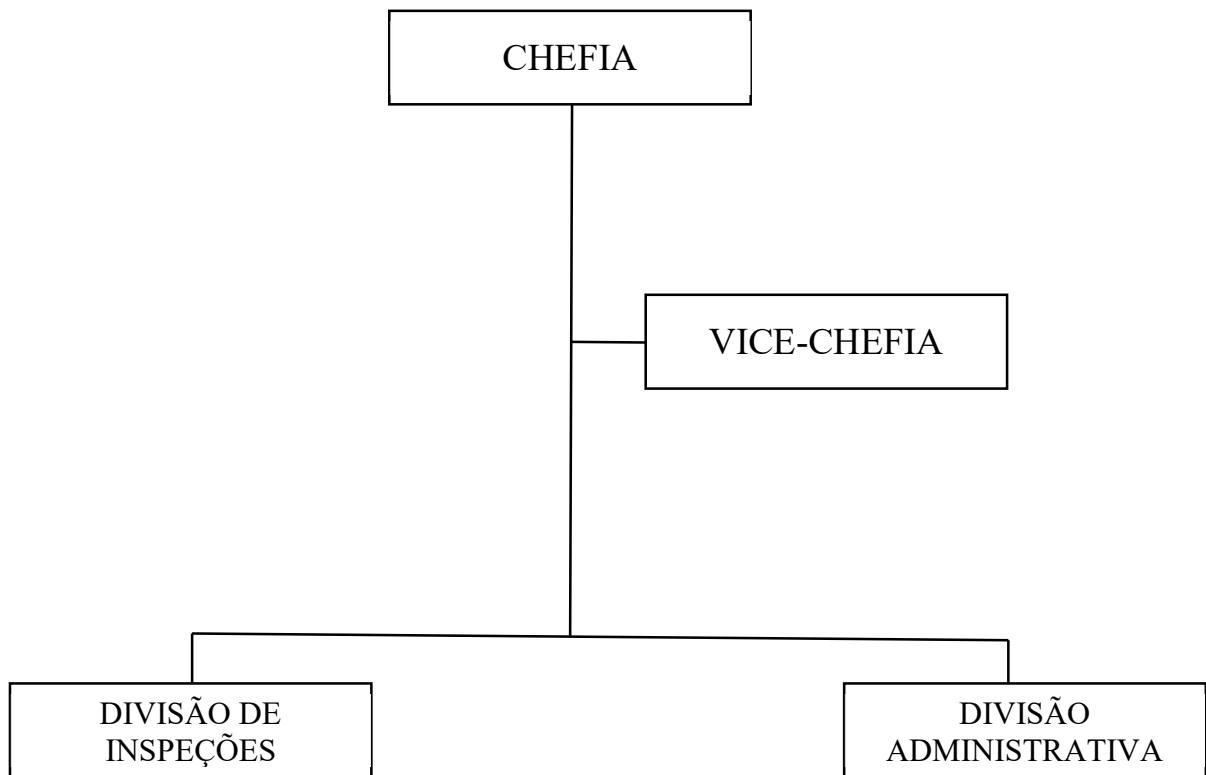 CHEFIA
VICE-CHEFIA
DIVISÃO DE
INSPEÇÕES
DIVISÃO
ADMINISTRATIVA